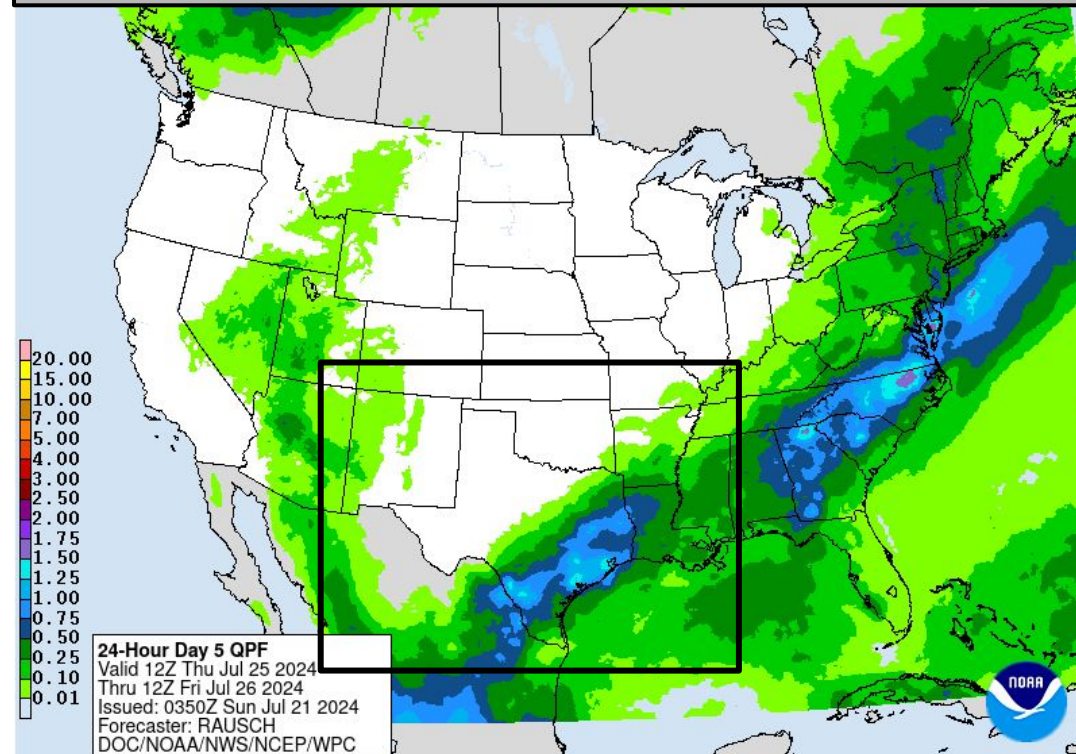 20.00
15.00
10.00
7.00
5.00
4.00
3.00
2.50
2.00
1.75
1.50
1.25
1.00
0.75
0.50
0.25
0.10
0.01
24-Hour Day 5 QPF
Valid 12Z Thu Jul 25 2024
Thru 12Z Fri Jul 26 2024
Issued: 0350Z Sun Jul 21 2024
Forecaster: RAUSCH
DOC/NOAA/NWS/NCEP/WPC
NOAA